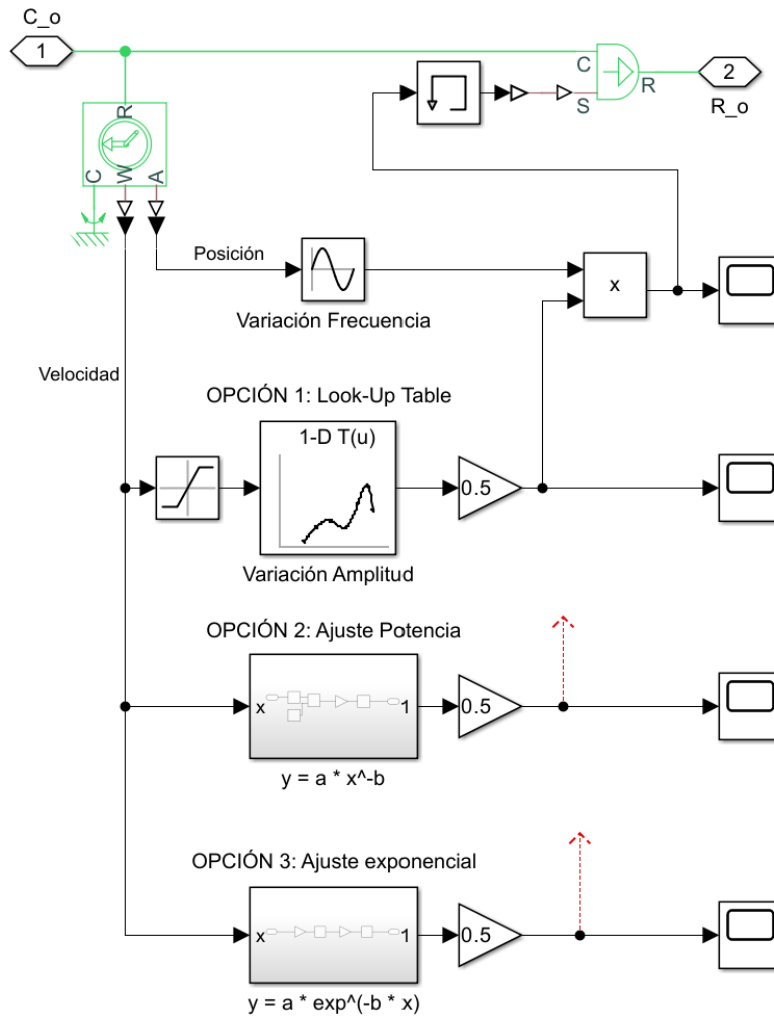 C_o
1
C
S
R
2
R_o
R
C
W
A
Posición
Variación Frecuencia
x
Velocidad
OPCIÓN 1: Look-Up Table
1-D T(u)
0.5
Variación Amplitud
OPCIÓN 2: Ajuste Potencia
x
1
0.5
y = a * x^-b
OPCIÓN 3: Ajuste exponencial
x
1
0.5
y = a * exp^(-b * x)